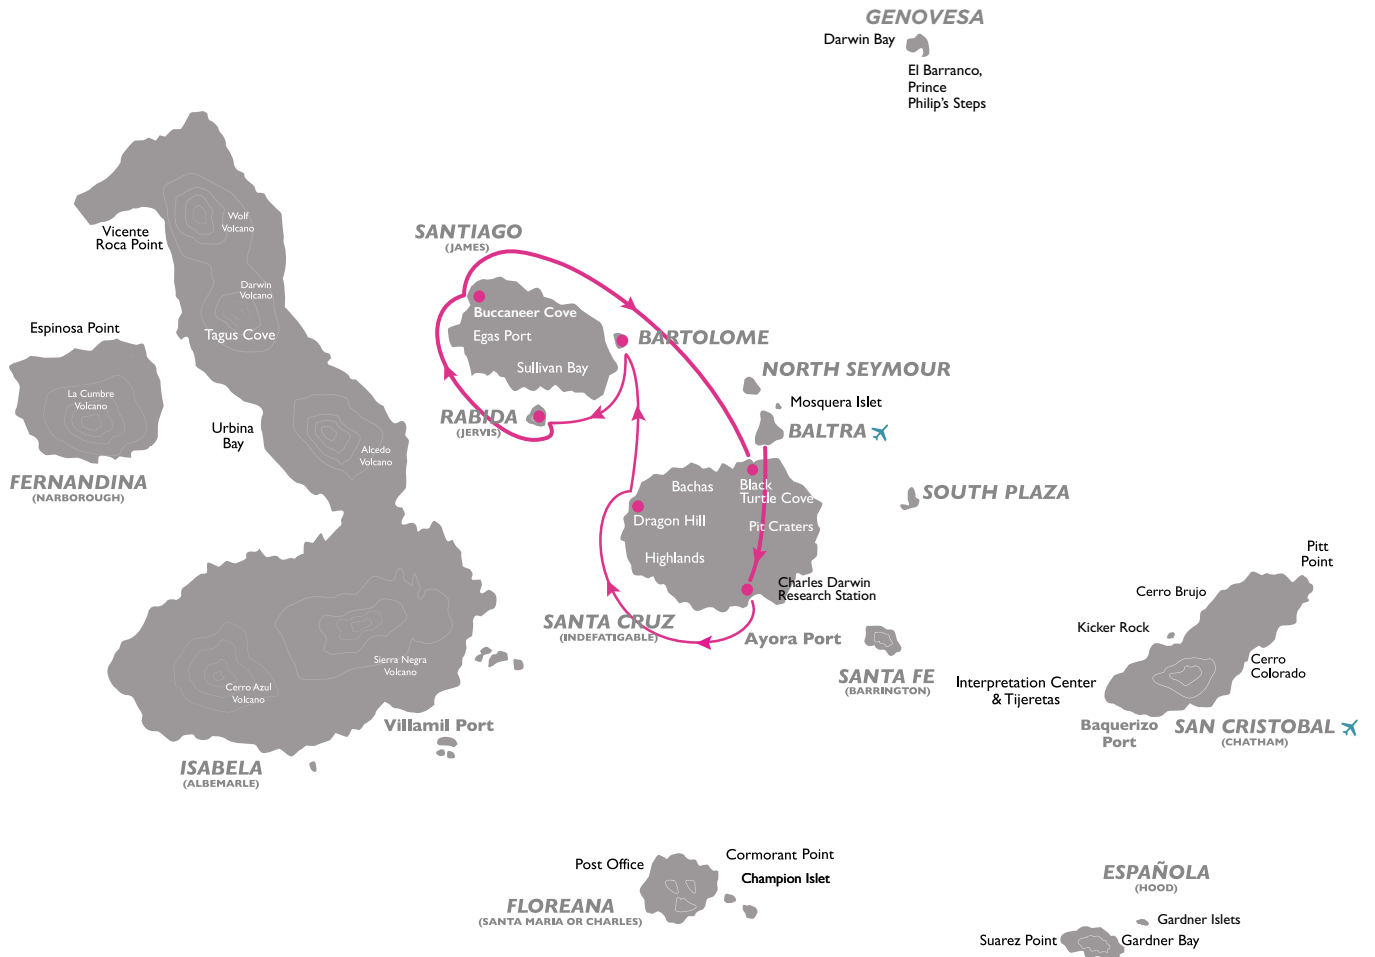 GENOVESA
Darwin Bay
El Barranco,
Prince
Philip's Steps
Wolf
Volcano
Vicente
Roca Point
SANTIAGO
(JAMES)
Darwin
Volcano
Tagus Cove
Espinosa Point
Buccaneer Cove
Egas Port
Sullivan Bay
BARTOLOME
NORTH SEYMOUR
Mosquera Islet
BALTRA
La Cumbre
Volcano
RABIDA
(JERVIS)
Urbina
Bay
Alcedo
Volcano
FERNANDINA
(NARBOROUGH)
Bachas
Black
Turtle Cove
SOUTH PLAZA
Dragon Hill
Pit Craters
Highlands
Charles Darwin
Research Station
SANTA CRUZ
(INDEFATIGABLE)
Ayora Port
SANTA FE
(BARRINGTON)
Pitt
Point
Cerro Brujo
Kicker Rock
Cerro
Colorado
Interpretation Center
& Tijeretas
Baquerizo
Port
SAN CRISTOBAL
(CHATHAM)
Sierra Negra
Volcano
Cerro Azul
Volcano
Villamil Port
ISABELA
(ALBEMARLE)
Post Office
Cormorant Point
Champion Islet
FLOREANA
(SANTA MARIA OR CHARLES)
ESPAÑOLA
(HOOD)
Gardner Islets
Suarez Point
Gardner Bay